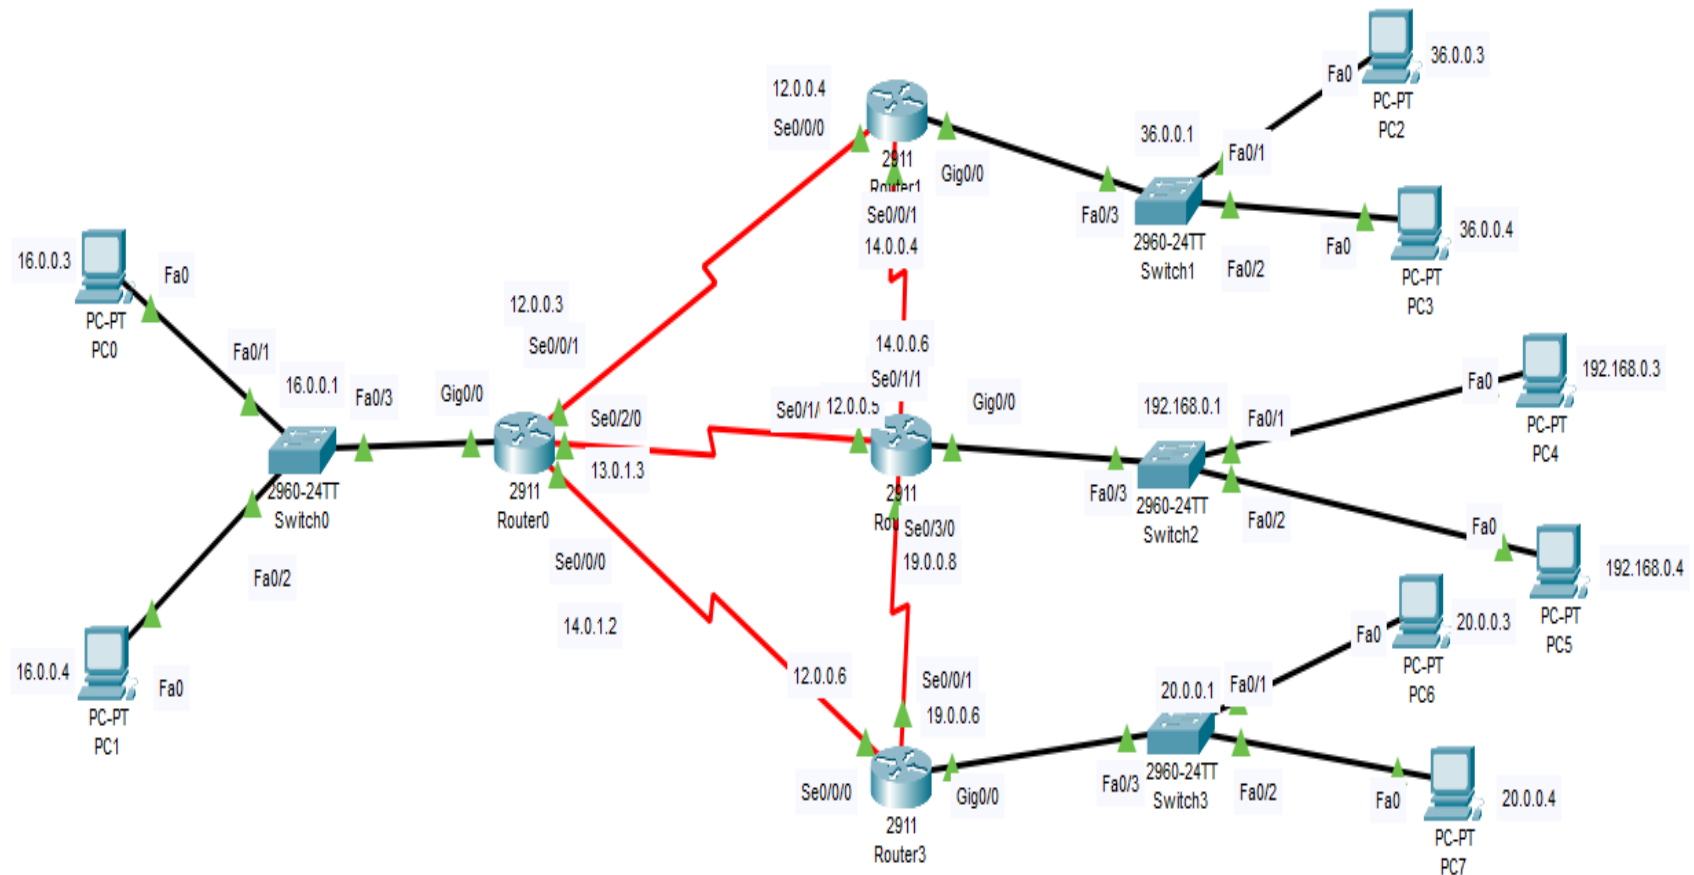 36.0.0.3
Fa0
PC-PT
PC2
12.0.0.4
Se0/0/0
2911
Router1
Gig0/0
36.0.0.1
Fa0/1
Se0/0/1
14.0.0.4
Fa0/3
2960-24TT
Switch1
Fa0/2
Fa0
36.0.0.4
PC-PT
PC3
16.0.0.3
Fa0
PC-PT
PC0
Fa0/1
16.0.0.1
Fa0/3
Gig0/0
12.0.0.3
Se0/0/1
14.0.0.6
Se0/1/1
Se0/2/0
13.0.1.3
Se0/1/
12.0.0.5
Gig0/0
192.168.0.1
Fa0/1
Fa0
192.168.0.3
PC-PT
PC4
2960-24TT
Switch0
2911
Router0
2911
Se0/3/0
19.0.0.8
Fa0/3
2960-24TT
Switch2
Fa0/2
Fa0
192.168.0.4
PC-PT
PC5
Fa0/2
Se0/0/0
14.0.1.2
16.0.0.4
Fa0
PC-PT
PC1
12.0.0.6
Se0/0/1
19.0.0.6
20.0.0.1
Fa0/1
Fa0
20.0.0.3
PC-PT
PC6
Se0/0/0
2911
Router3
Gig0/0
Fa0/3
2960-24TT
Switch3
Fa0/2
Fa0
20.0.0.4
PC-PT
PC7